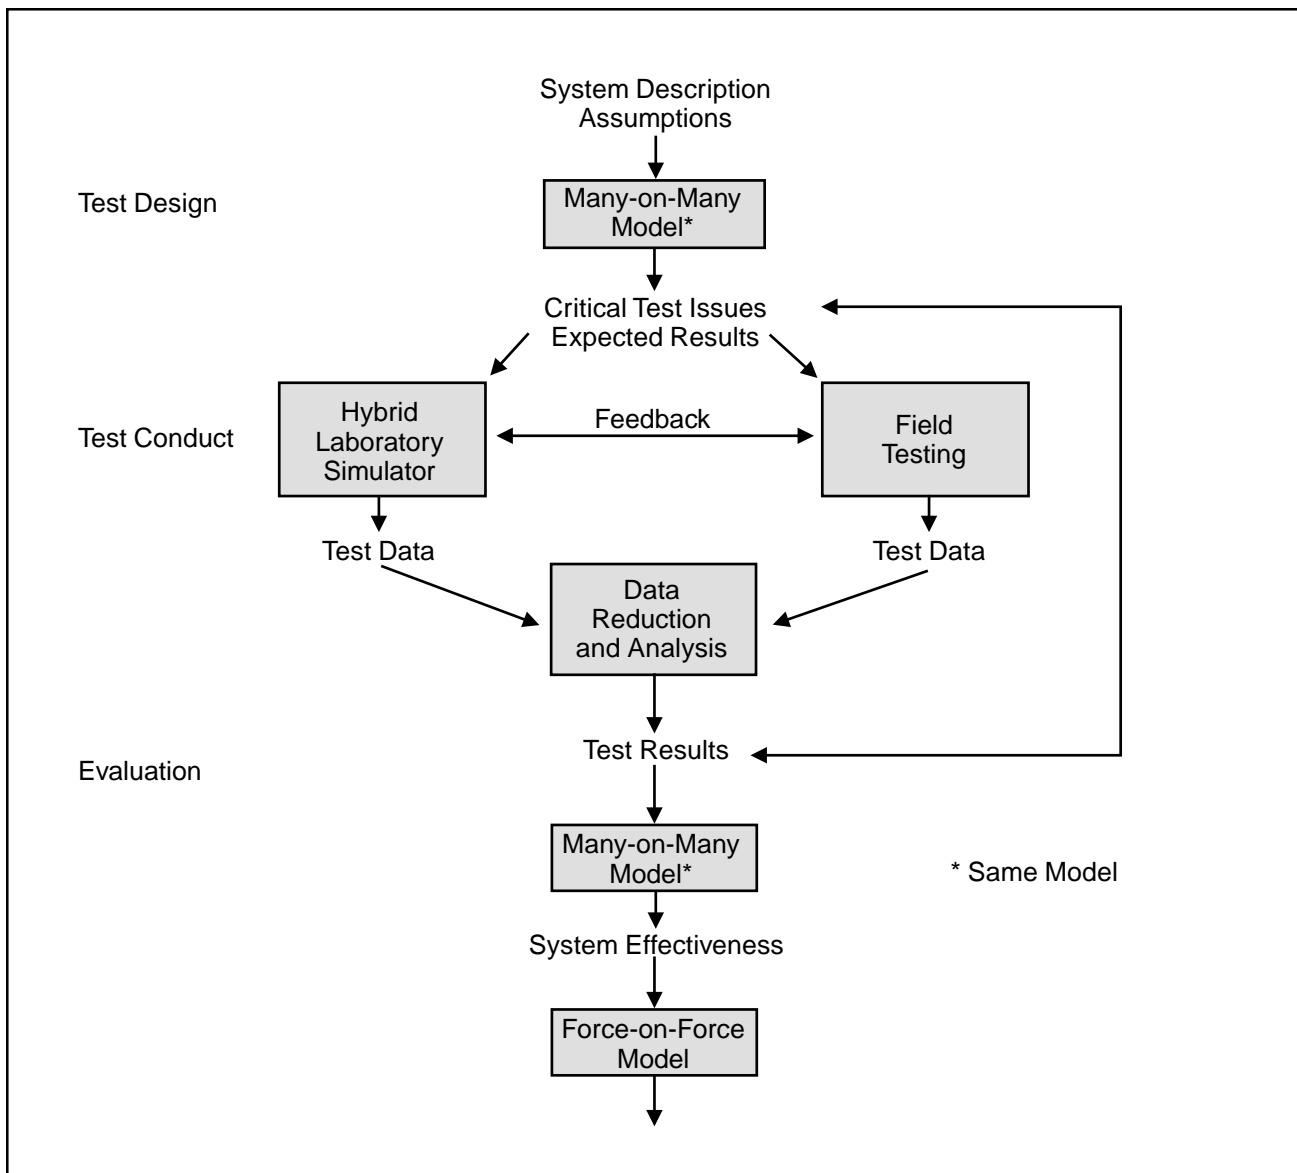 System Description
Assumptions
Test Design
Many-on-Many
Model*
Critical Test Issues
Expected Results
Test Conduct
Hybrid
Laboratory
Simulator
Feedback
Field
Testing
Test Data
Test Data
Data
Reduction
and Analysis
Test Results
Evaluation
Many-on-Many
Model*
* Same Model
System Effectiveness
Force-on-Force
Model